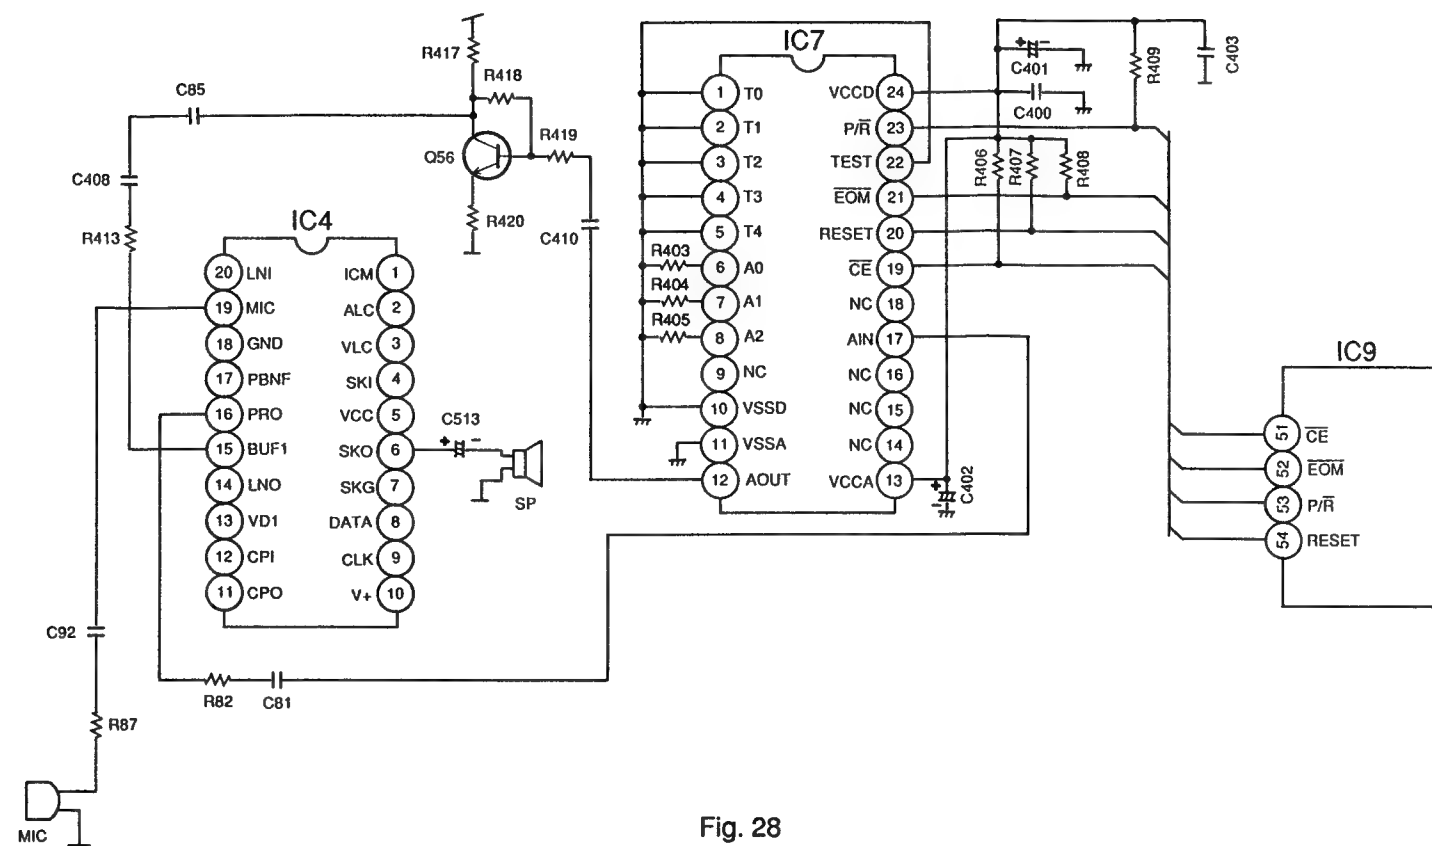 R417
R418
C85
R419
Q56
C408
R413
R420
C410
IC4
20 LNI
ICM 1
19 MIC
ALC 2
18 GND
VLC 3
17 PBNF
SKI 4
16 PRO
VCC 5
15 BUF1
SKO 6
14 LNO
SKG 7
13 VD1
DATA 8
12 CPI
CLK 9
11 CPO
V+ 10
C513
+ -
SP
C92
R82
C81
R87
MIC
IC7
1 T0
VCCD 24
2 T1
P/R̅ 23
3 T2
TEST 22
4 T3
E̅O̅M̅ 21
5 T4
RESET 20
R403
6 A0
C̅E̅ 19
R404
7 A1
NC 18
R405
8 A2
AIN 17
9 NC
NC 16
10 VSSD
NC 15
11 VSSA
NC 14
12 AOUT
VCCA 13
+ -
C401
C400
R409
C403
R406
R407
R408
+
-
C402
IC9
51 C̅E̅
52 E̅O̅M̅
53 P/R̅
54 RESET
Fig. 28